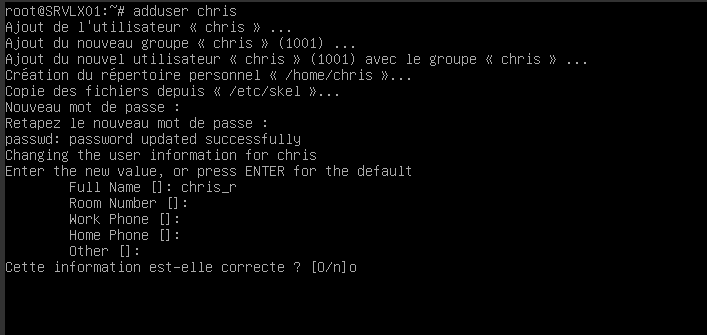 root@SRVLX01:~# adduser chris
Ajout de l'utilisateur « chris » ...
Ajout du nouveau groupe « chris » (1001) ...
Ajout du nouvel utilisateur « chris » (1001) avec le groupe « chris » ...
Création du répertoire personnel « /home/chris »...
Copie des fichiers depuis « /etc/skel »...
Nouveau mot de passe :
Retapez le nouveau mot de passe :
passwd: password updated successfully
Changing the user information for chris
Enter the new value, or press ENTER for the default
        Full Name []: chris_r
        Room Number []:
        Work Phone []:
        Home Phone []:
        Other []:
Cette information est-elle correcte ? [O/n]o